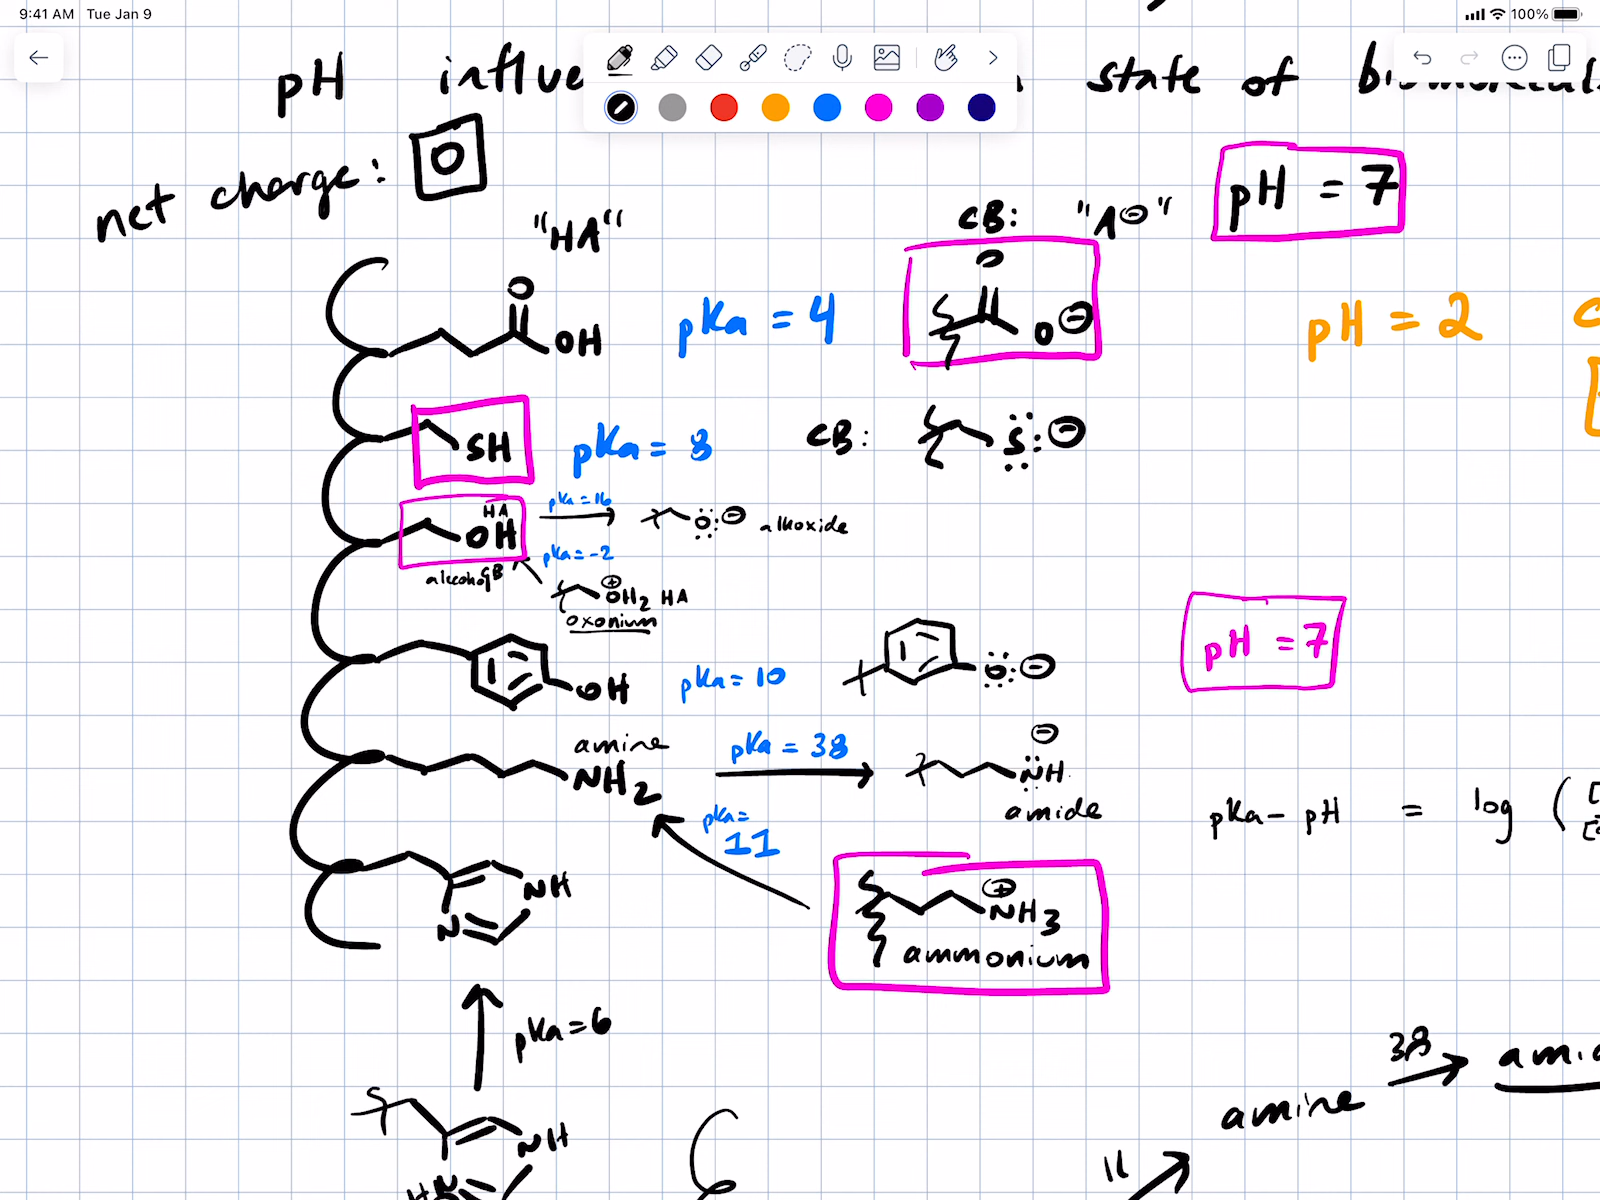 9:41 AM Tue Jan 9
100%
pH influe state of
net charge: 0
pH = 7
"HA"
CB: "A⊖"
O
OH
pKa = 4
O
O⊖
pH = 2
SH
pKa = 8
CB: S:⊖
HA
OH
pKa = 16
O:⊖ alkoxide
alcohol CB
pKa = -2
⊕
OH2 HA
oxonium
pH = 7
OH
pKa = 10
O:⊖
amine
NH2
pKa = 38
⊖
NH
amide
pKa =
11
pKa - pH = log (
NH
N
⊕
NH3
ammonium
pKa = 6
38
amine
NH
HN
11